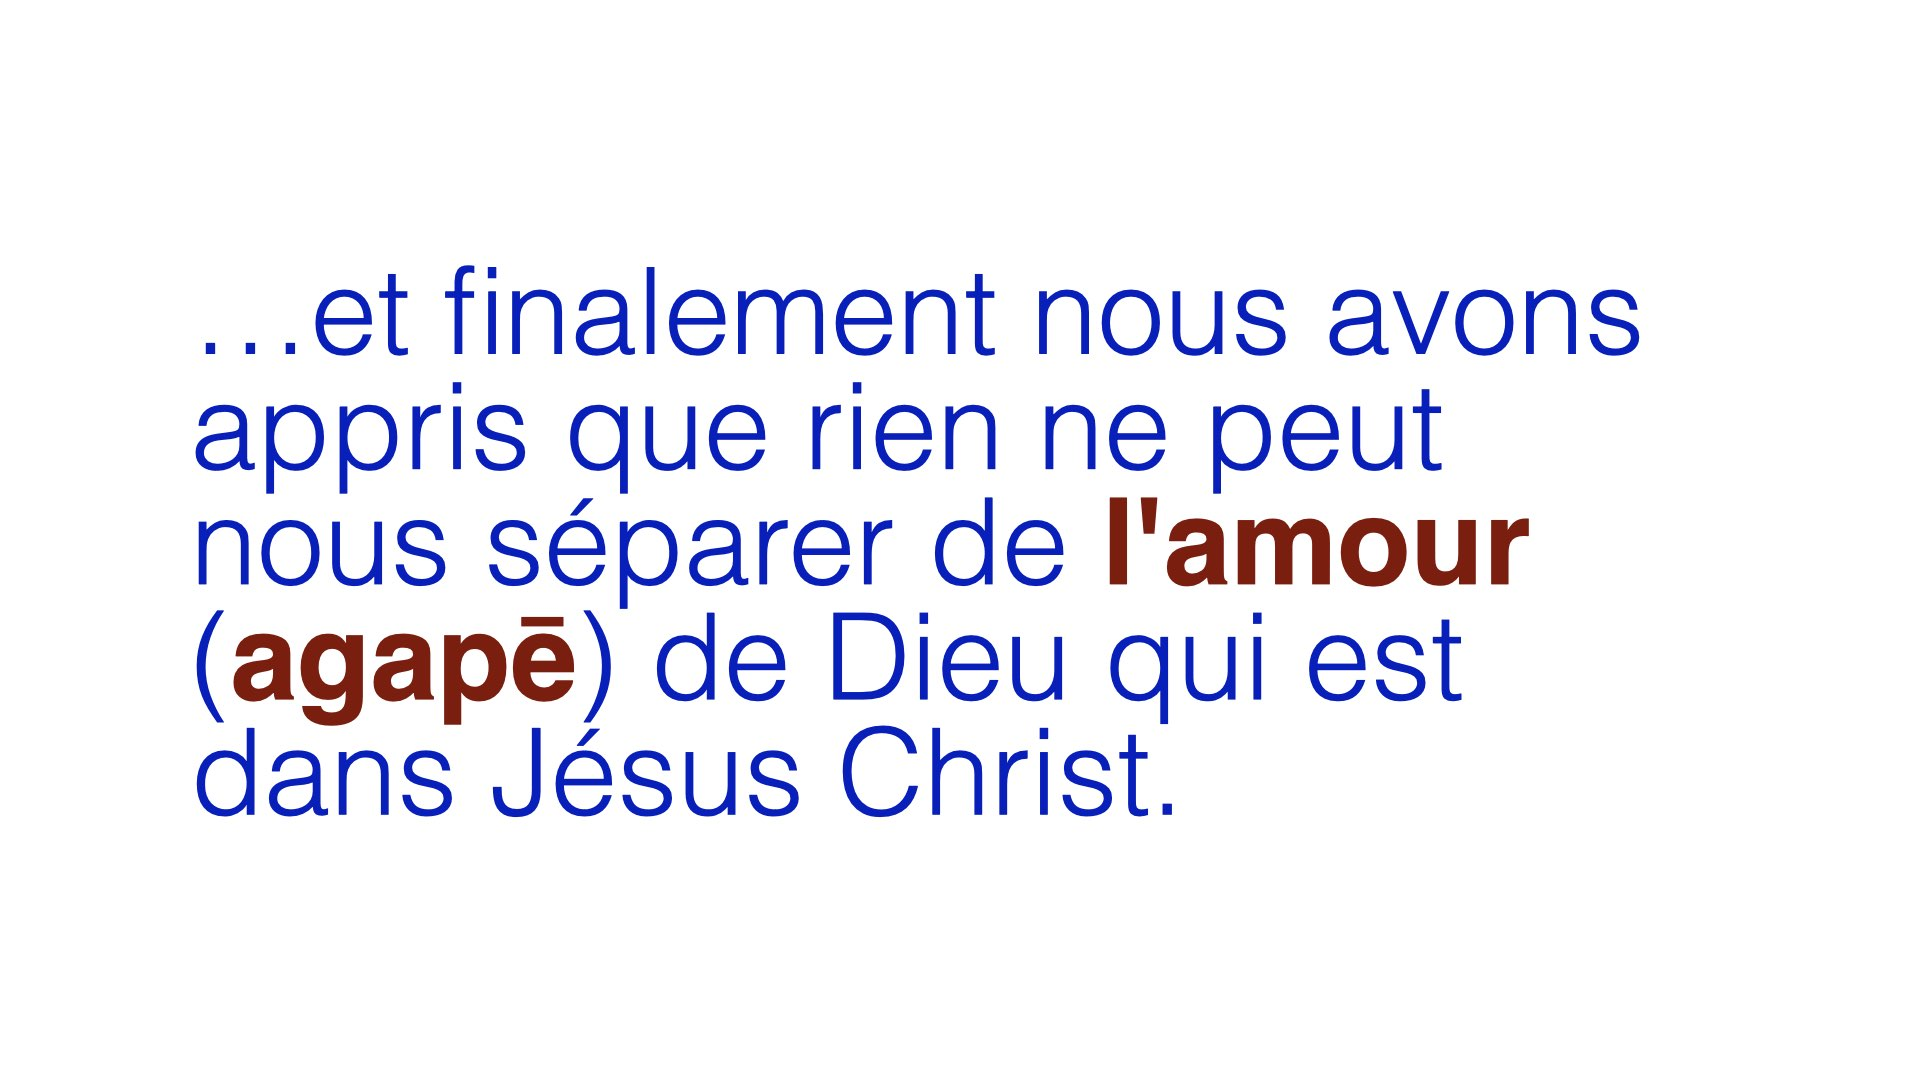 …et finalement nous avons
appris que rien ne peut
nous séparer de l'amour
(agapē) de Dieu qui est
dans Jésus Christ.